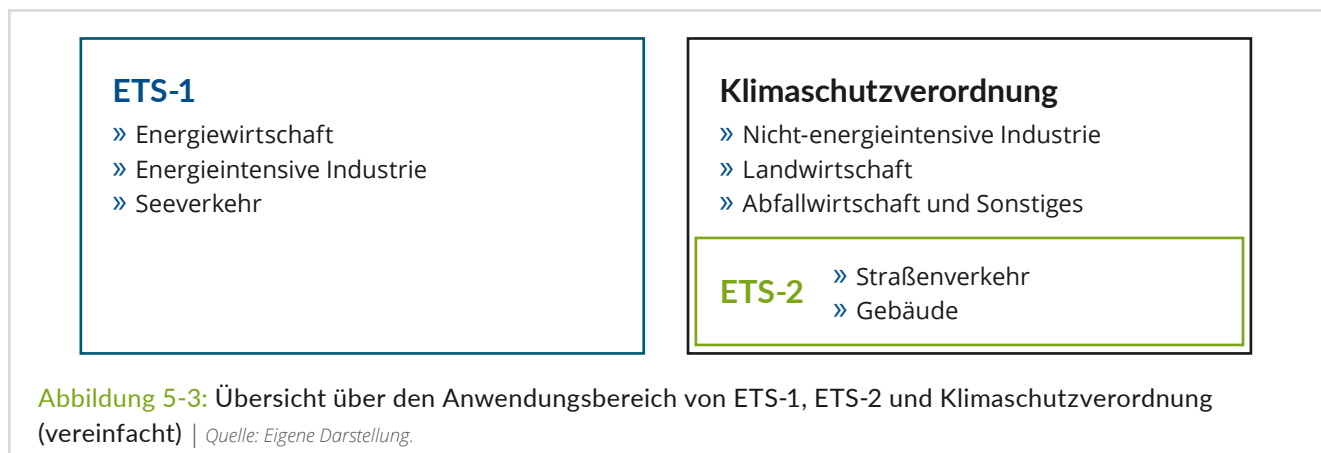 ETS-1
» Energiewirtschaft
» Energieintensive Industrie
» Seeverkehr
Klimaschutzverordnung
» Nicht-energieintensive Industrie
» Landwirtschaft
» Abfallwirtschaft und Sonstiges
ETS-2
» Straßenverkehr
» Gebäude
Abbildung 5-3: Übersicht über den Anwendungsbereich von ETS-1, ETS-2 und Klimaschutzverordnung
(vereinfacht) | Quelle: Eigene Darstellung.